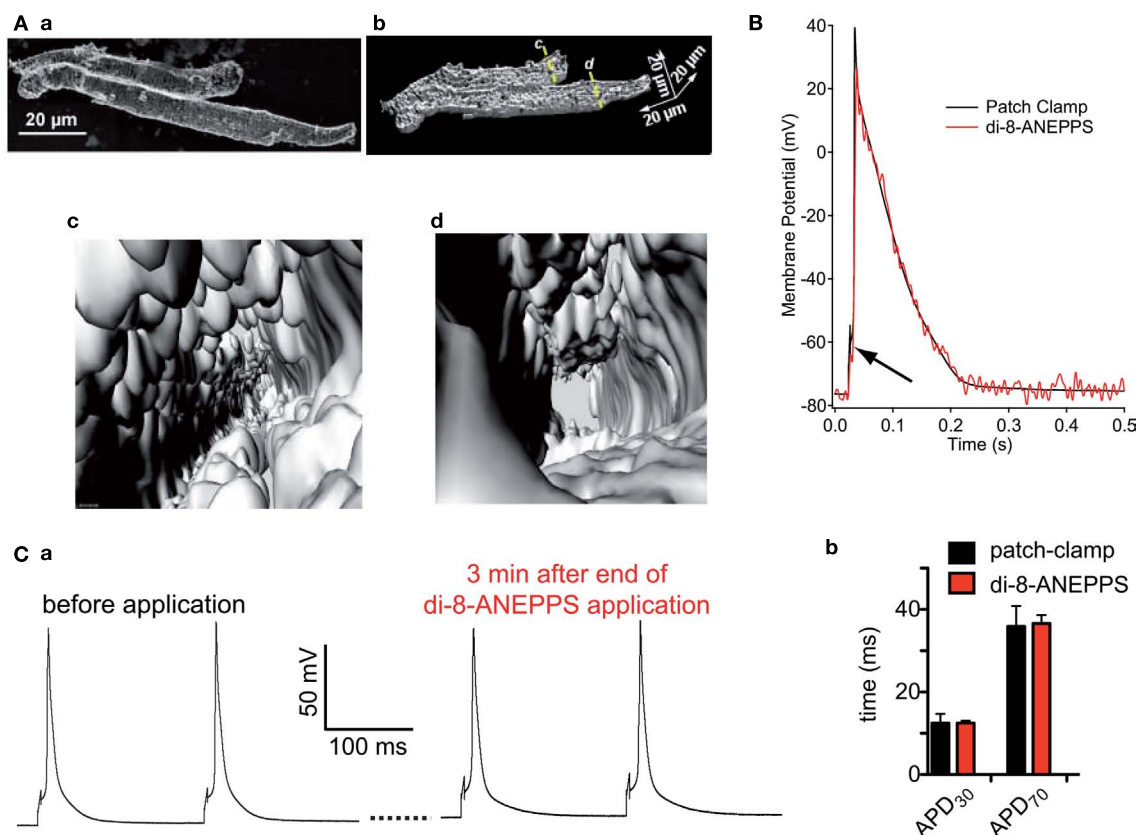 A a
20 µm
b
c
d
20 µm
20 µm
20 µm
B
Patch Clamp
di-8-ANEPPS
Membrane Potential (mV)
40
20
0
-20
-40
-60
-80
0.0 0.1 0.2 0.3 0.4 0.5
Time (s)
c
d
C a
before application
3 min after end of
di-8-ANEPPS application
50 mV
100 ms
b
patch-clamp
di-8-ANEPPS
time (ms)
40
20
0
APD30 APD70